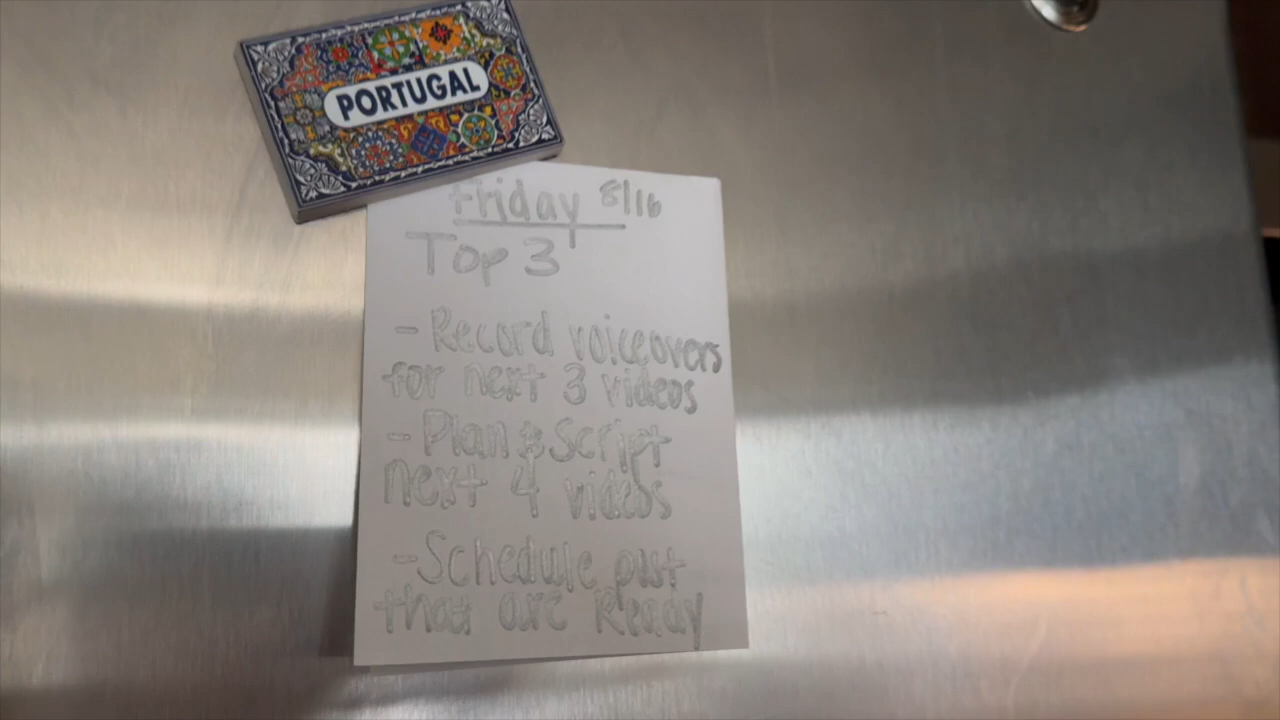 PORTUGAL
Friday 8/16
Top 3
- Record voiceovers
for next 3 videos
- Plan & Script
next 4 videos
- Schedule post
that are Ready